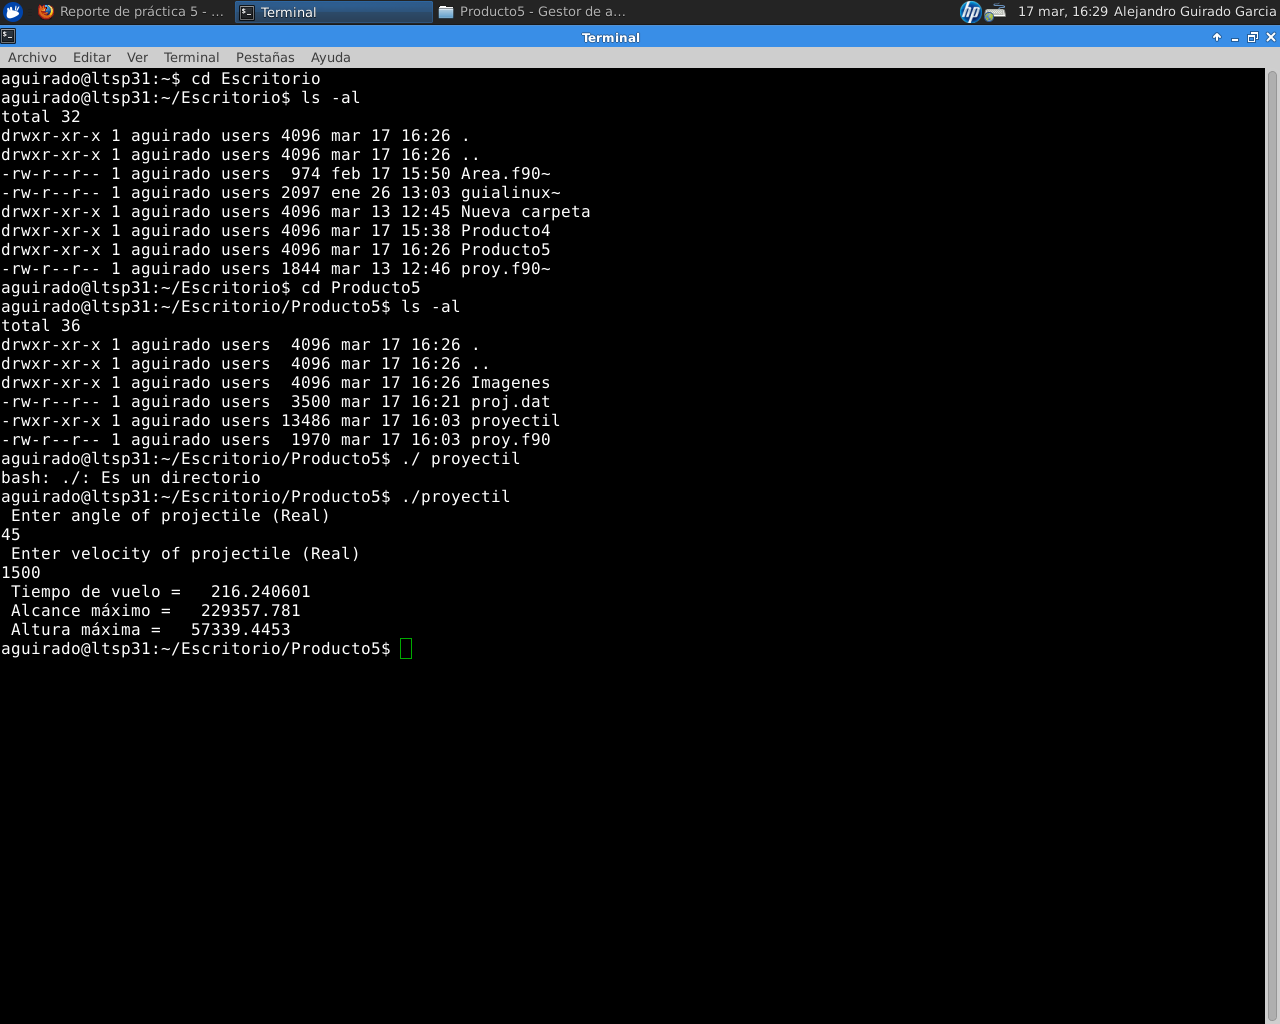 Reporte de práctica 5 - ...
Terminal
Producto5 - Gestor de a...
hp
17 mar, 16:29 Alejandro Guirado Garcia
Terminal
Archivo Editar Ver Terminal Pestañas Ayuda
aguirado@ltsp31:~$ cd Escritorio
aguirado@ltsp31:~/Escritorio$ ls -al
total 32
drwxr-xr-x 1 aguirado users 4096 mar 17 16:26 .
drwxr-xr-x 1 aguirado users 4096 mar 17 16:26 ..
-rw-r--r-- 1 aguirado users  974 feb 17 15:50 Area.f90~
-rw-r--r-- 1 aguirado users 2097 ene 26 13:03 guialinux~
drwxr-xr-x 1 aguirado users 4096 mar 13 12:45 Nueva carpeta
drwxr-xr-x 1 aguirado users 4096 mar 17 15:38 Producto4
drwxr-xr-x 1 aguirado users 4096 mar 17 16:26 Producto5
-rw-r--r-- 1 aguirado users 1844 mar 13 12:46 proy.f90~
aguirado@ltsp31:~/Escritorio$ cd Producto5
aguirado@ltsp31:~/Escritorio/Producto5$ ls -al
total 36
drwxr-xr-x 1 aguirado users  4096 mar 17 16:26 .
drwxr-xr-x 1 aguirado users  4096 mar 17 16:26 ..
drwxr-xr-x 1 aguirado users  4096 mar 17 16:26 Imagenes
-rw-r--r-- 1 aguirado users  3500 mar 17 16:21 proj.dat
-rwxr-xr-x 1 aguirado users 13486 mar 17 16:03 proyectil
-rw-r--r-- 1 aguirado users  1970 mar 17 16:03 proy.f90
aguirado@ltsp31:~/Escritorio/Producto5$ ./ proyectil
bash: ./: Es un directorio
aguirado@ltsp31:~/Escritorio/Producto5$ ./proyectil
 Enter angle of projectile (Real)
45
 Enter velocity of projectile (Real)
1500
 Tiempo de vuelo =   216.240601
 Alcance máximo =   229357.781
 Altura máxima =   57339.4453
aguirado@ltsp31:~/Escritorio/Producto5$